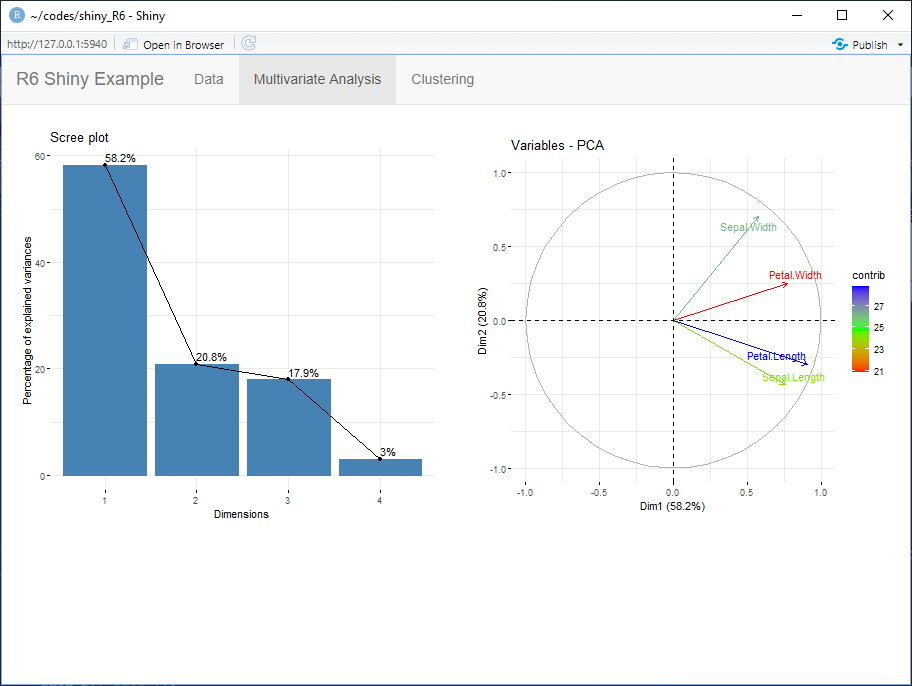 R ~/codes/shiny_R6 - Shiny
http://127.0.0.1:5940 Open in Browser Publish
R6 Shiny Example Data Multivariate Analysis Clustering
Scree plot
Percentage of explained variances
60
40
20
0
58.2%
20.8%
17.9%
3%
1 2 3 4
Dimensions
Variables - PCA
Dim2 (20.8%)
1.0
0.5
0.0
-0.5
-1.0
Sepal.Width
Petal.Width
Petal.Length
Sepal.Length
-1.0 -0.5 0.0 0.5 1.0
Dim1 (58.2%)
contrib
27
25
23
21